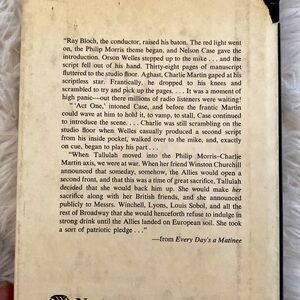 "Ray Bloch, the conductor, raised his baton. The red light went
on, the Philip Morris theme began, and Nelson Case gave the
introduction. Orson Welles stepped up to the mike . . . and the
script fell out of his hand. Thirty-eight pages of manuscript
fluttered to the studio floor. Aghast, Charlie Martin gaped at his
scriptless star. Frantically, he dropped to his knees and
scrambled to try and pick up the pages. . . . It was a moment of
high panic—out there millions of radio listeners were waiting!
"'Act One,' intoned Case, and before the frantic Martin
could wave at him to hold it, to vamp, to stall, Case continued
to introduce the scene. . . . Charlie was still scrambling on the
studio floor when Welles casually produced a second script
from his inside pocket, walked over to the mike, and, exactly
on cue, began to play his part . . .
"When Tallulah moved into the Philip Morris-Charlie
Martin axis, we were at war. When her friend Winston Churchill
announced that someday, somehow, the Allies would open a
second front, and that this was a time of great sacrifice, Tallulah
decided that she would back him up. She would make her
sacrifice along with her British friends, and she announced
publicly to Messrs. Winchell, Lyons, Louis Sobol, and all the
rest of Broadway that she would henceforth refuse to indulge in
strong drink until the Allies landed on European soil. She took
a sort of patriotic pledge . . ."
—from Every Day's a Matinee